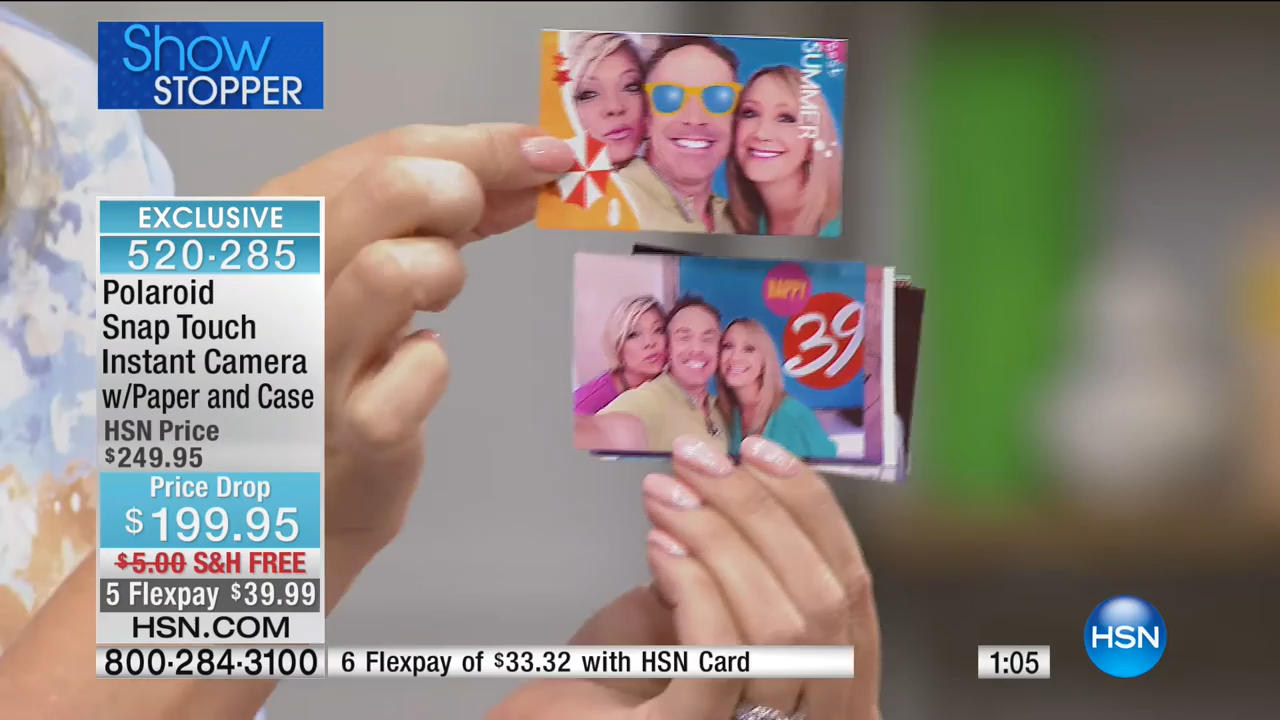 Show
STOPPER
EXCLUSIVE
520-285
Polaroid
Snap Touch
Instant Camera
w/Paper and Case
HSN Price
$249.95
Price Drop
$199.95
$5.00 S&H FREE
5 Flexpay $39.99
HSN.COM
800-284-3100
6 Flexpay of $33.32 with HSN Card
1:05
HSN
Best
SUMMER
HAPPY
39